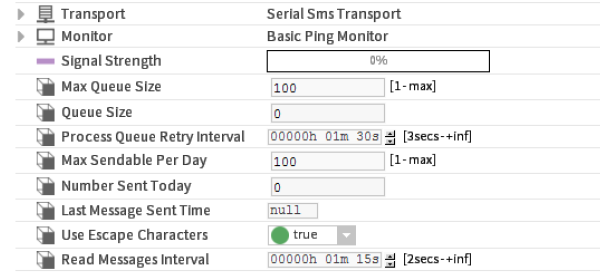 Transport Serial Sms Transport
Monitor Basic Ping Monitor
Signal Strength 0%
Max Queue Size 100 [1-max]
Queue Size 0
Process Queue Retry Interval 00000h 01m 30s [3secs-+inf]
Max Sendable Per Day 100 [1-max]
Number Sent Today 0
Last Message Sent Time null
Use Escape Characters true
Read Messages Interval 00000h 01m 15s [2secs-+inf]